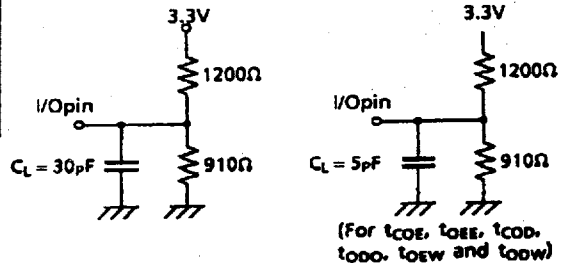 3.3V
1200Ω
I/Opin
CL = 30pF
910Ω
3.3V
1200Ω
I/Opin
CL = 5pF
910Ω
(For tCOE, tOEE, tCOD,
tODO, tOEW and tODW)